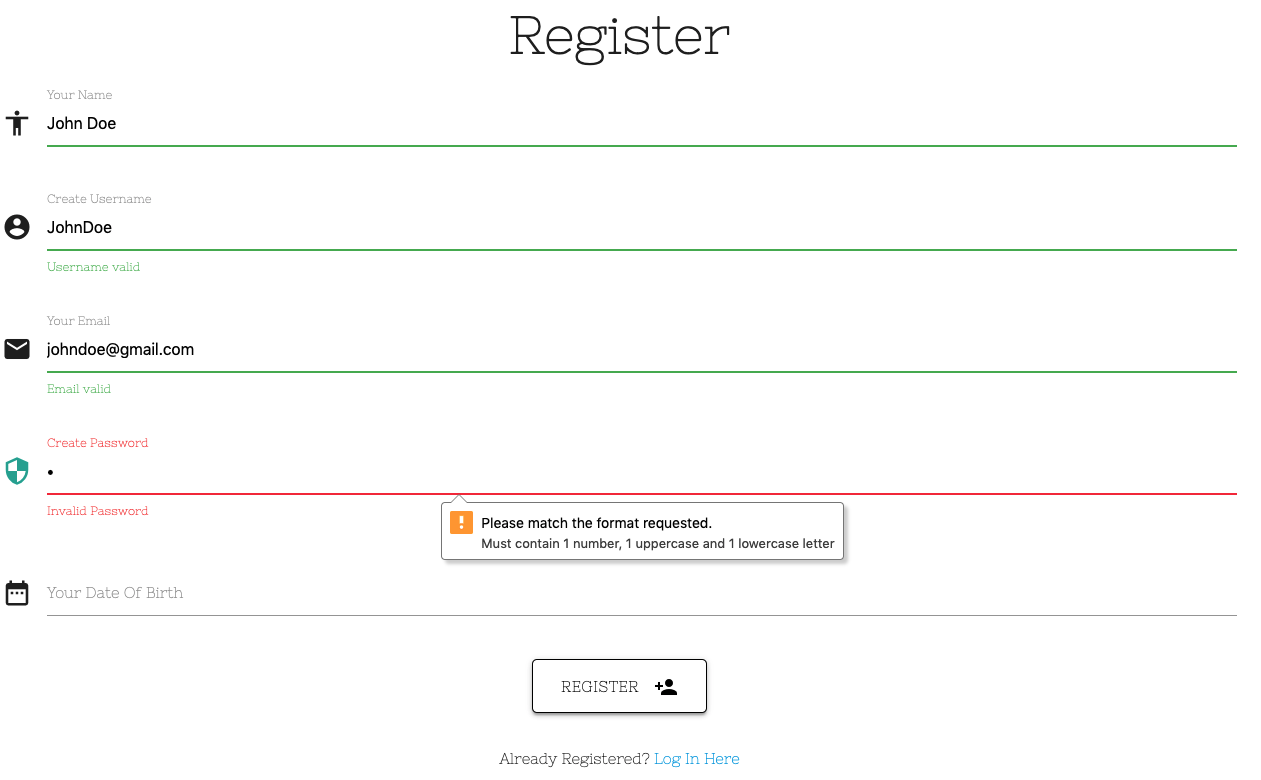 Register
Your Name
John Doe
Create Username
JohnDoe
Username valid
Your Email
johndoe@gmail.com
Email valid
Create Password
•
Invalid Password
Please match the format requested.
Must contain 1 number, 1 uppercase and 1 lowercase letter
Your Date Of Birth
REGISTER
Already Registered? Log In Here